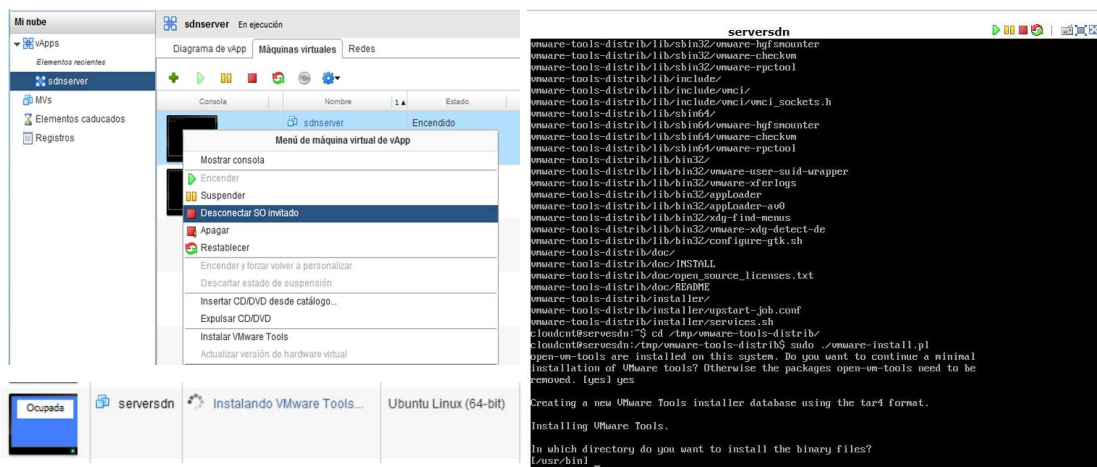 Mi nube
vApps
Elementos recientes
sdnserver
MVs
Elementos caducados
Registros
sdnserver En ejecución
Diagrama de vApp Máquinas virtuales Redes
Consola Nombre 1 Estado
sdnserver Encendido
Menú de máquina virtual de vApp
Mostrar consola
Encender
Suspender
Desconectar SO invitado
Apagar
Restablecer
Encender y forzar volver a personalizar
Descartar estado de suspensión
Insertar CD/DVD desde catálogo...
Expulsar CD/DVD
Instalar VMware Tools
Actualizar versión de hardware virtual
Ocupada serversdn Instalando VMware Tools... Ubuntu Linux (64-bit)
serversdn
vmware-tools-distrib/lib/sbin32/vmware-hgfsmounter
vmware-tools-distrib/lib/sbin32/vmware-checkvm
vmware-tools-distrib/lib/sbin32/vmware-rpctool
vmware-tools-distrib/lib/include/
vmware-tools-distrib/lib/include/vmci/
vmware-tools-distrib/lib/include/vmci/vmci_sockets.h
vmware-tools-distrib/lib/sbin64/
vmware-tools-distrib/lib/sbin64/vmware-hgfsmounter
vmware-tools-distrib/lib/sbin64/vmware-checkvm
vmware-tools-distrib/lib/sbin64/vmware-rpctool
vmware-tools-distrib/lib/bin32/
vmware-tools-distrib/lib/bin32/vmware-user-suid-wrapper
vmware-tools-distrib/lib/bin32/vmware-xferlogs
vmware-tools-distrib/lib/bin32/appLoader
vmware-tools-distrib/lib/bin32/appLoader-av0
vmware-tools-distrib/lib/bin32/xdg-find-menus
vmware-tools-distrib/lib/bin32/vmware-xdg-detect-de
vmware-tools-distrib/lib/bin32/configure-gtk.sh
vmware-tools-distrib/doc/
vmware-tools-distrib/doc/INSTALL
vmware-tools-distrib/doc/open_source_licenses.txt
vmware-tools-distrib/doc/README
vmware-tools-distrib/installer/
vmware-tools-distrib/installer/upstart-job.conf
vmware-tools-distrib/installer/services.sh
cloudcnt@servesdn:~$ cd /tmp/vmware-tools-distrib/
cloudcnt@servesdn:/tmp/vmware-tools-distrib$ sudo ./vmware-install.pl
open-vm-tools are installed on this system. Do you want to continue a minimal
installation of VMware tools? Otherwise the packages open-vm-tools need to be
removed. [yes] yes
Creating a new VMware Tools installer database using the tar4 format.
Installing VMware Tools.
In which directory do you want to install the binary files?
[/usr/bin] _